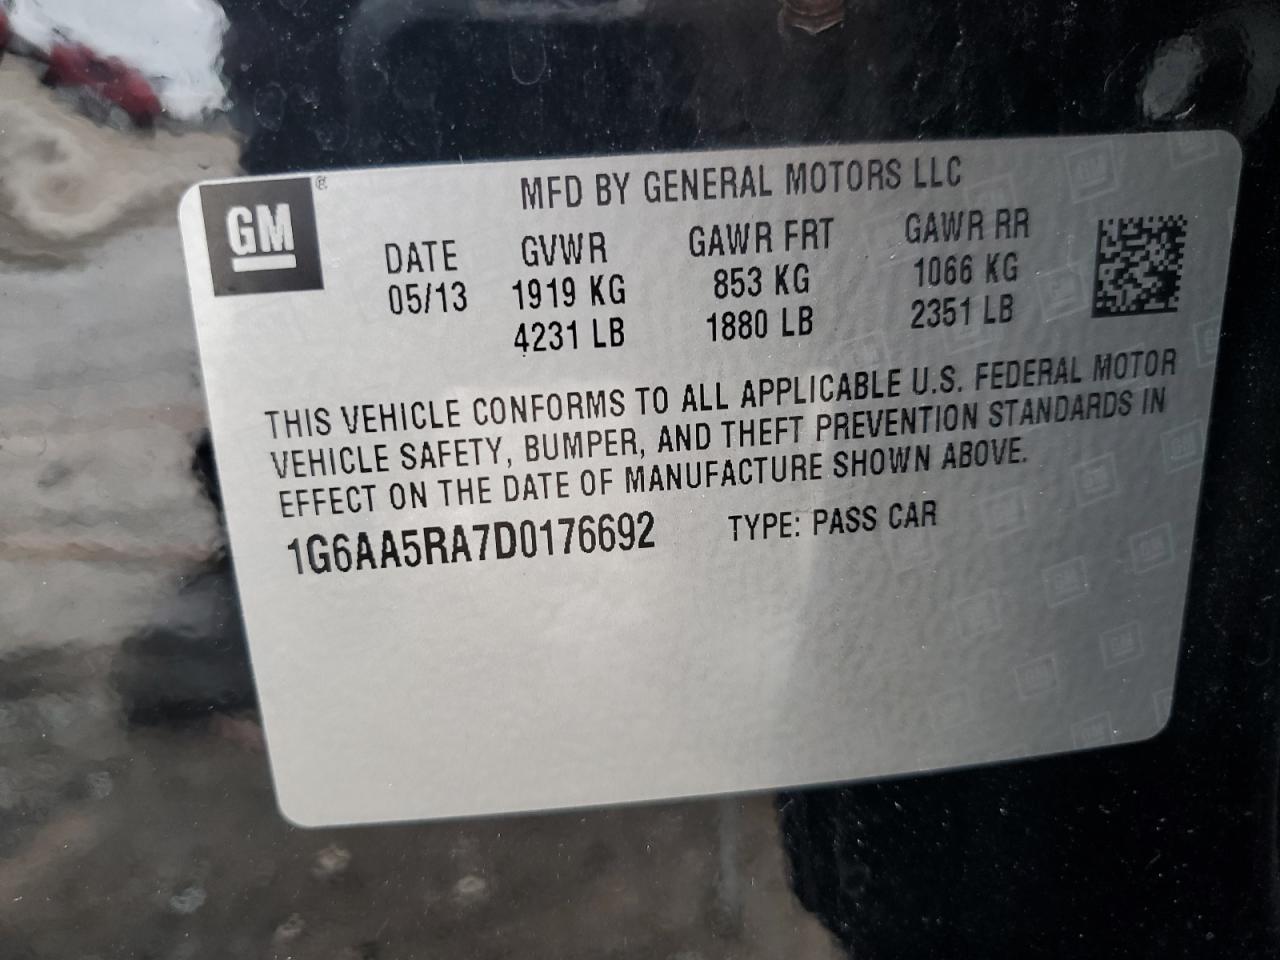 GM ®
MFD BY GENERAL MOTORS LLC
DATE GVWR GAWR FRT GAWR RR
05/13 1919 KG 853 KG 1066 KG
4231 LB 1880 LB 2351 LB
THIS VEHICLE CONFORMS TO ALL APPLICABLE U.S. FEDERAL MOTOR
VEHICLE SAFETY, BUMPER, AND THEFT PREVENTION STANDARDS IN
EFFECT ON THE DATE OF MANUFACTURE SHOWN ABOVE.
1G6AA5RA7D0176692 TYPE: PASS CAR